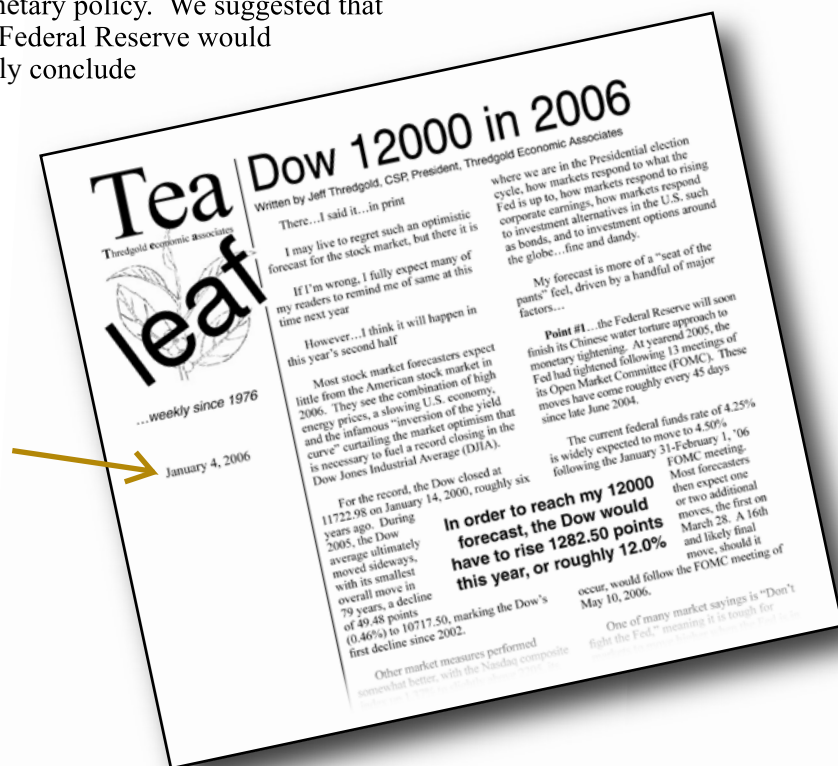 netary policy.  We suggested that
Federal Reserve would
ly conclude
Tea
Thredgold economic associates
leaf
…weekly since 1976
January 4, 2006
Dow 12000 in 2006
Written by Jeff Thredgold, CSP, President, Thredgold Economic Associates
There…I said it…in print
I may live to regret such an optimistic
forecast for the stock market, but there it is
If I'm wrong, I fully expect many of
my readers to remind me of same at this
time next year
However…I think it will happen in
this year's second half
Most stock market forecasters expect
little from the American stock market in
2006.  They see the combination of high
energy prices, a slowing U.S. economy,
and the infamous "inversion of the yield
curve" curtailing the market optimism that
is necessary to fuel a record closing in the
Dow Jones Industrial Average (DJIA).
For the record, the Dow closed at
11722.98 on January 14, 2000, roughly six
years ago.  During
2005, the Dow
average ultimately
moved sideways,
with its smallest
overall move in
79 years, a decline
of 49.48 points
(0.46%) to 10717.50, marking the Dow's
first decline since 2002.
Other market measures performed
somewhat better, with the Nasdaq composite
In order to reach my 12000
forecast, the Dow would
have to rise 1282.50 points
this year, or roughly 12.0%
where we are in the Presidential election
cycle, how markets respond to what the
Fed is up to, how markets respond to rising
corporate earnings, how markets respond
to investment alternatives in the U.S, such
as bonds, and to investment options around
the globe…fine and dandy.
My forecast is more of a "seat of the
pants" feel, driven by a handful of major
factors…
Point #1…the Federal Reserve will soon
finish its Chinese water torture approach to
monetary tightening.  At yearend 2005, the
Fed had tightened following 13 meetings of
its Open Market Committee (FOMC).  These
moves have come roughly every 45 days
since late June 2004.
The current federal funds rate of 4.25%
is widely expected to move to 4.50%
following the January 31-February 1, '06
FOMC meeting.
Most forecasters
then expect one
or two additional
moves, the first on
March 28.  A 16th
and likely final
move, should it
occur, would follow the FOMC meeting of
May 10, 2006.
One of many market sayings is "Don't
fight the Fed," meaning it is tough for